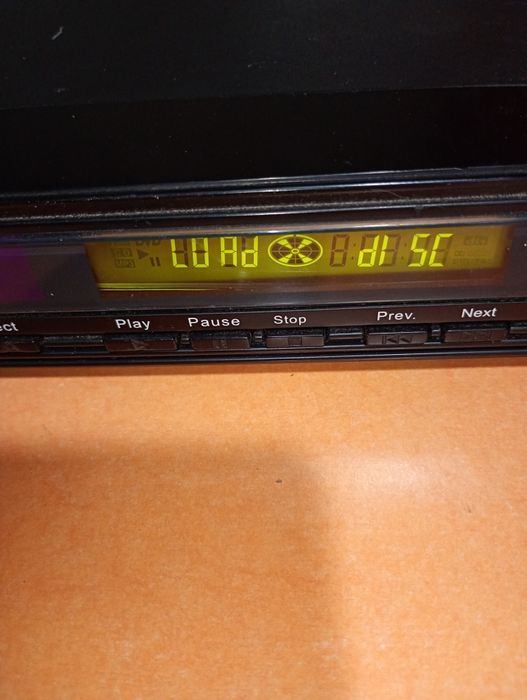 LOAd dISC
ect Play Pause Stop Prev. Next